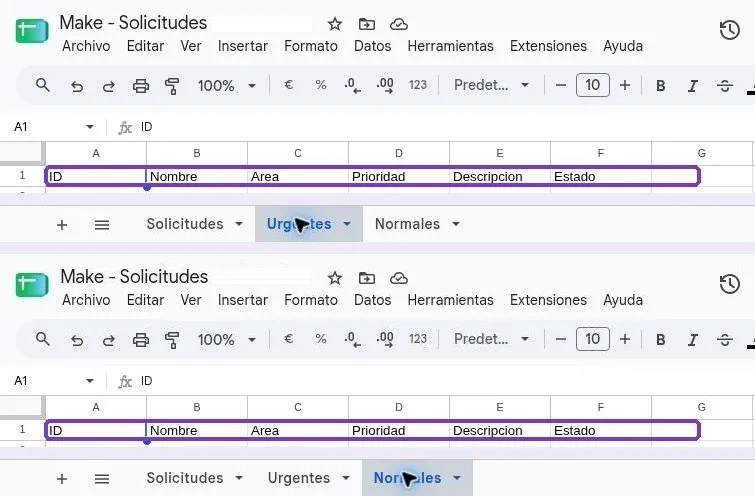 Make - Solicitudes
Archivo Editar Ver Insertar Formato Datos Herramientas Extensiones Ayuda
100% € % .0 .00 123 Predet... − 10 + B I S
A1 fx ID
A B C D E F G
1 ID Nombre Area Prioridad Descripcion Estado
+ Solicitudes Urgentes Normales
Make - Solicitudes
Archivo Editar Ver Insertar Formato Datos Herramientas Extensiones Ayuda
100% € % .0 .00 123 Predet... − 10 + B I S
A1 fx ID
A B C D E F G
1 ID Nombre Area Prioridad Descripcion Estado
+ Solicitudes Urgentes Normales